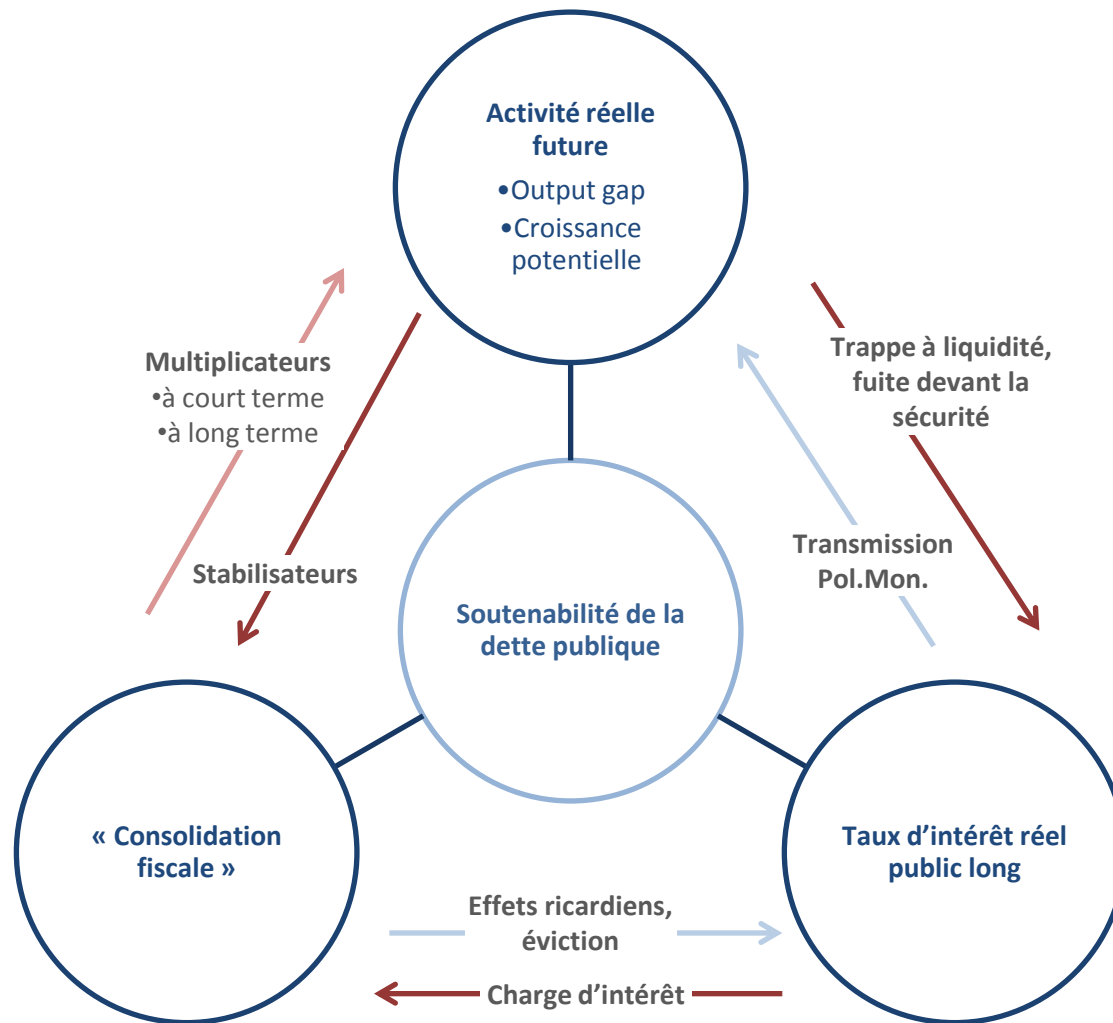 Activité réelle
future
•Output gap
•Croissance
potentielle
Multiplicateurs
•à court terme
•à long terme
Trappe à liquidité,
fuite devant la
sécurité
Stabilisateurs
Transmission
Pol.Mon.
Soutenabilité de la
dette publique
« Consolidation
fiscale »
Taux d’intérêt réel
public long
Effets ricardiens,
éviction
Charge d’intérêt